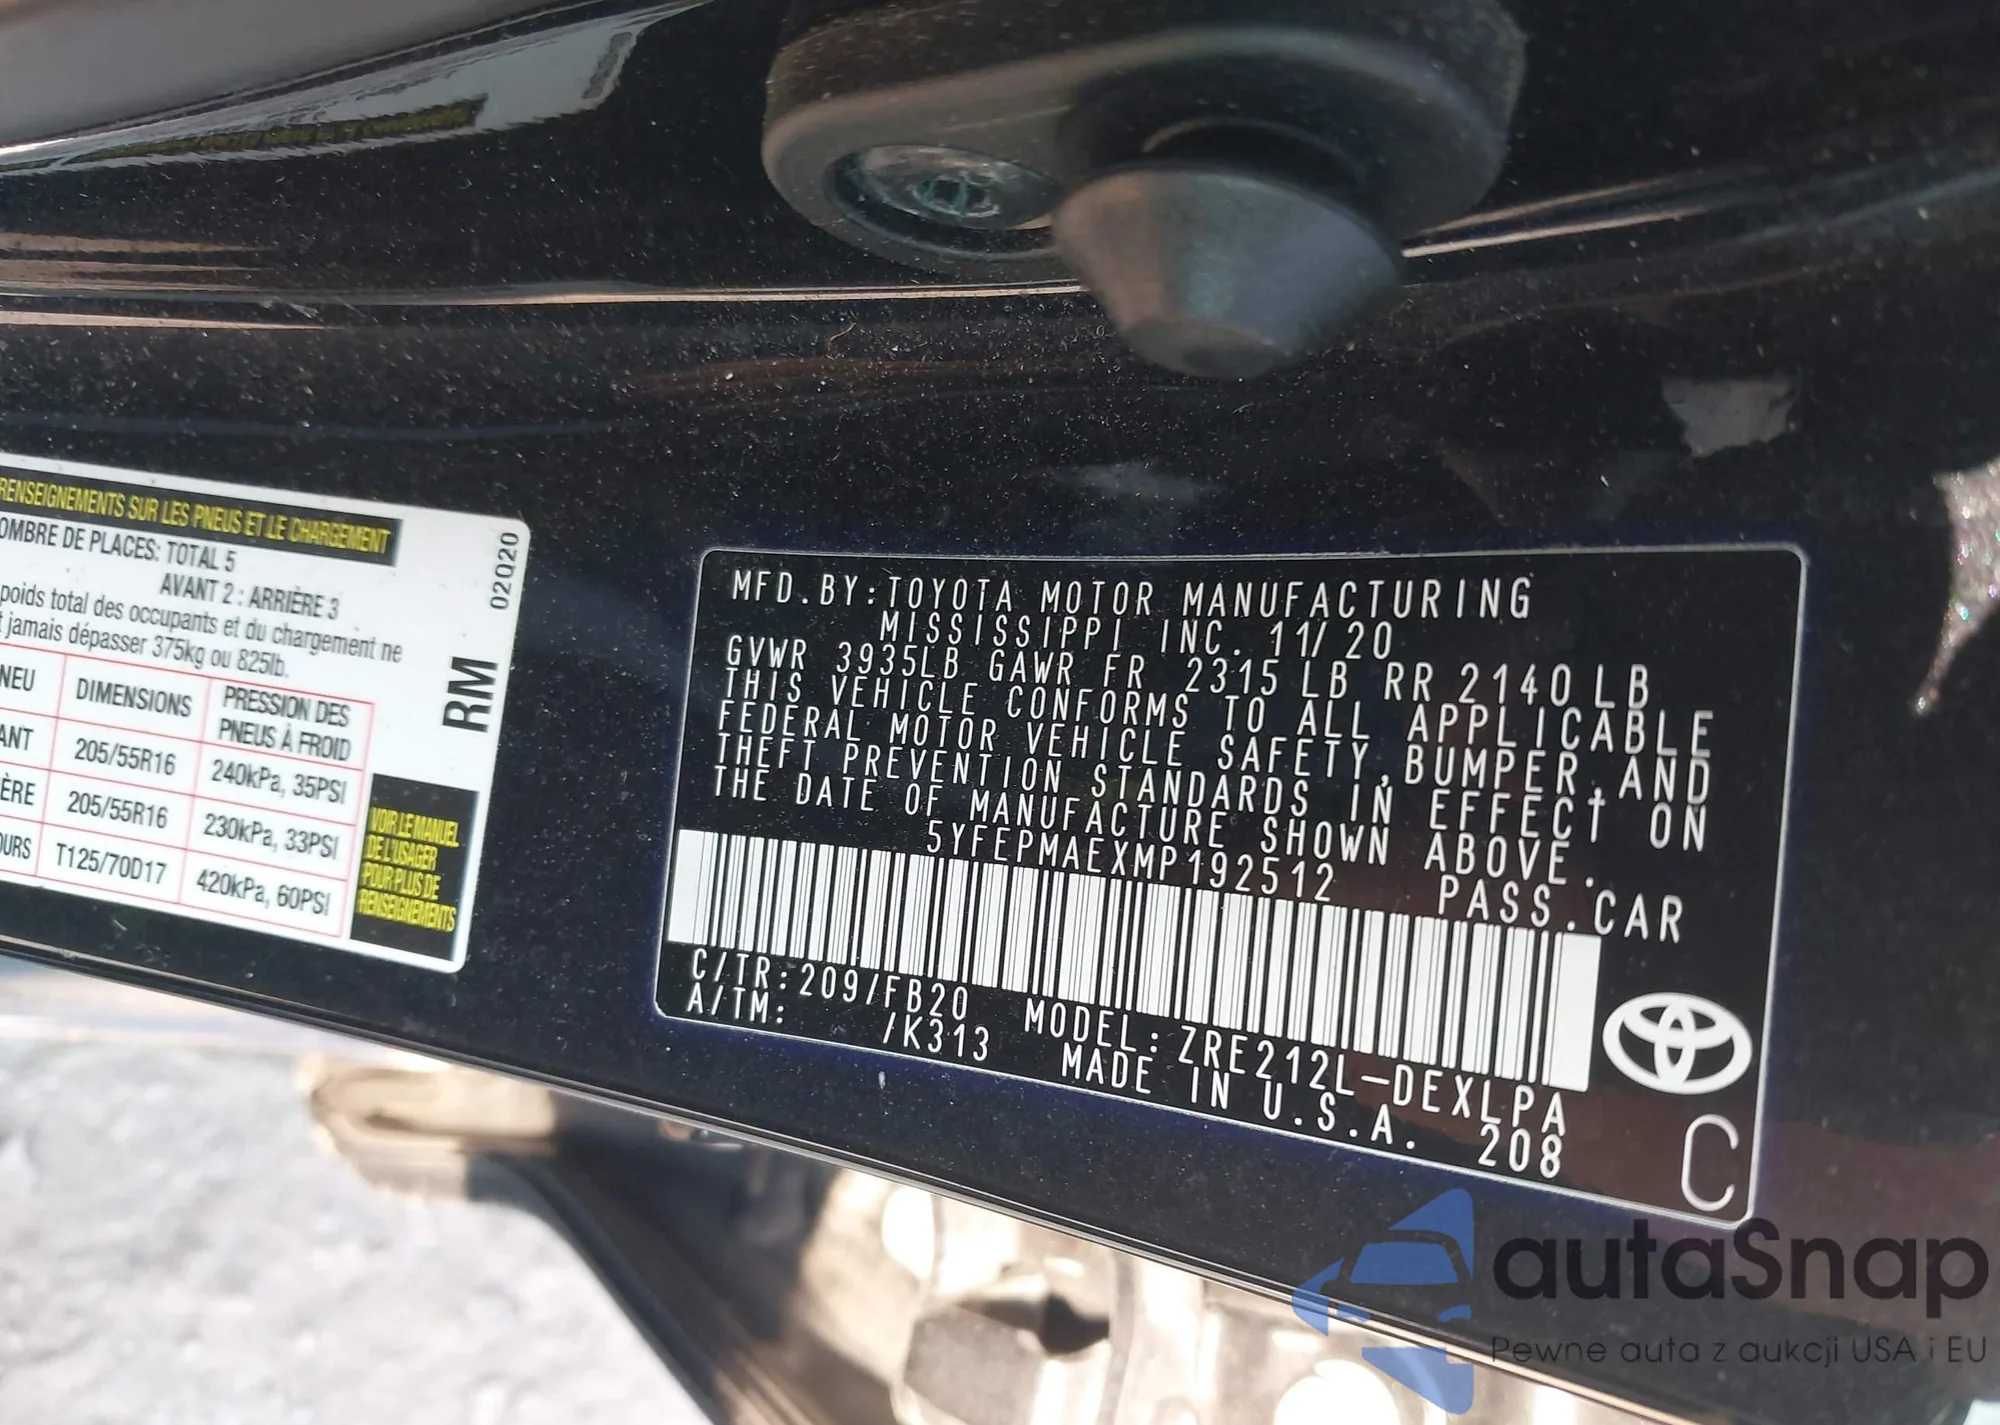 RENSEIGNEMENTS SUR LES PNEUS ET LE CHARGEMENT
OMBRE DE PLACES: TOTAL 5
AVANT 2 : ARRIÈRE 3
poids total des occupants et du chargement ne
t jamais dépasser 375kg ou 825lb.
NEU DIMENSIONS PRESSION DES PNEUS À FROID
ANT 205/55R16 240kPa, 35PSI
ÈRE 205/55R16 230kPa, 33PSI
OURS T125/70D17 420kPa, 60PSI
VOIR LE MANUEL
DE L'USAGER
POUR PLUS DE
RENSEIGNEMENTS
02020
RM
MFD.BY:TOYOTA MOTOR MANUFACTURING
MISSISSIPPI INC. 11/20
GVWR 3935LB GAWR FR 2315 LB RR 2140 LB
THIS VEHICLE CONFORMS TO ALL APPLICABLE
FEDERAL MOTOR VEHICLE SAFETY,BUMPER,AND
THEFT PREVENTION STANDARDS IN EFFECT ON
THE DATE OF MANUFACTURE SHOWN ABOVE.
5YFEPMAEXMP192512 PASS.CAR
C/TR:209/FB20 MODEL:ZRE212L-DEXLPA
A/TM: /K313 MADE IN U.S.A. 208
C
autaSnap
Pewne auta z aukcji USA i EU